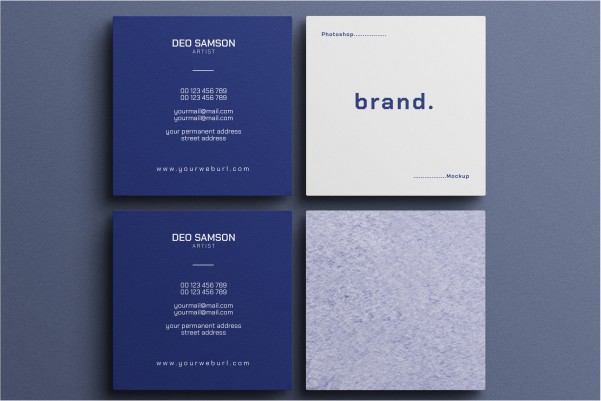 DEO SAMSON
ARTIST
00 123 456 789
00 123 456 789
yourmail@mail.com
yourmail@mail.com
your permanent address
street address
www.yourweburl.com
Photoshop.................
brand.
.................Mockup
DEO SAMSON
ARTIST
00 123 456 789
00 123 456 789
yourmail@mail.com
yourmail@mail.com
your permanent address
street address
www.yourweburl.com